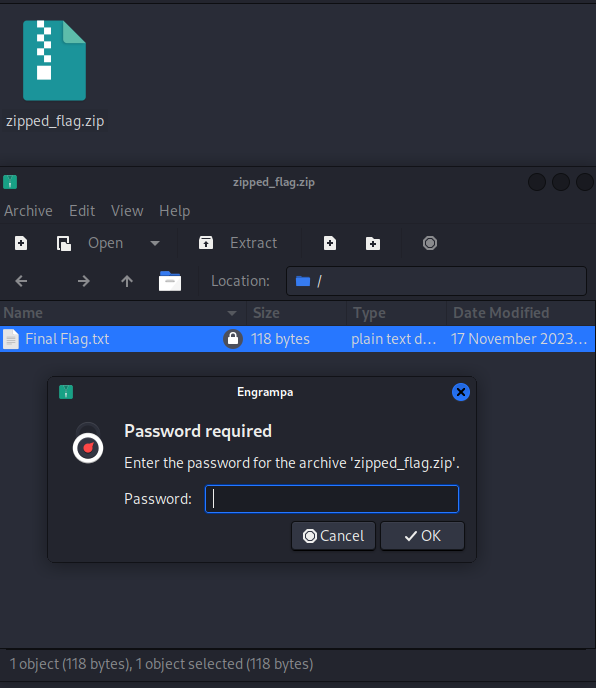 zipped_flag.zip
zipped_flag.zip
Archive Edit View Help
Open Extract
Location: /
Name Size Type Date Modified
Final Flag.txt 118 bytes plain text d... 17 November 2023...
Engrampa
Password required
Enter the password for the archive 'zipped_flag.zip'.
Password:
Cancel OK
1 object (118 bytes), 1 object selected (118 bytes)